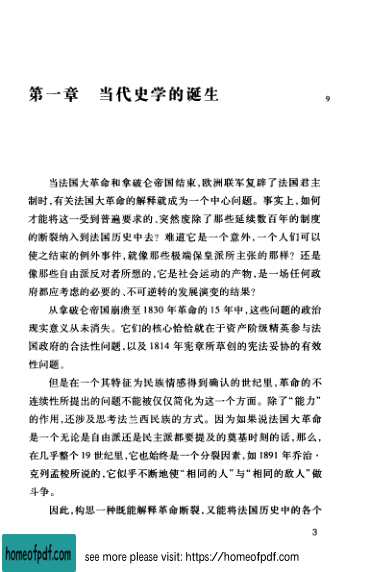 第一章　当代史学的诞生
9
当法国大革命和拿破仑帝国结束，欧洲联军复辟了法国君主
制时，有关法国大革命的解释就成为一个中心问题。事实上，如何
才能将这一受到普遍要求的、突然废除了那些延续数百年的制度
的断裂纳入到法国历史中去？难道它是一个意外，一个人们可以
使之结束的例外事件，就像那些极端保皇派所主张的那样？还是
像那些自由派反对者所想的，它是社会运动的产物，是一场任何政
府都应考虑的必要的、不可逆转的发展演变的结果？
从拿破仑帝国崩溃至 1830 年革命的 15 年中，这些问题的政治
现实意义从未消失。它们的核心恰恰就在于资产阶级精英参与法
国政府的合法性问题，以及 1814 年宪章所草创的宪法妥协的有效
性问题。
但是在一个其特征为民族情感得到确认的世纪里，革命的不
连续性所提出的问题不能被仅仅简化为这一个方面。除了“能力”
的作用，还涉及思考法兰西民族的方式。因为如果说法国大革命
是一个无论是自由派还是民主派都要提及的奠基时刻的话，那么，
在几乎整个 19 世纪里，它也始终是一个分裂因素，如 1891 年乔治·
克列孟梭所说的，它似乎不断地使“相同的人”与“相同的敌人”做
斗争。
因此，构思一种既能解释革命断裂，又能将法国历史中的各个
3
homeofpdf.com
see more please visit: https://homeofpdf.com